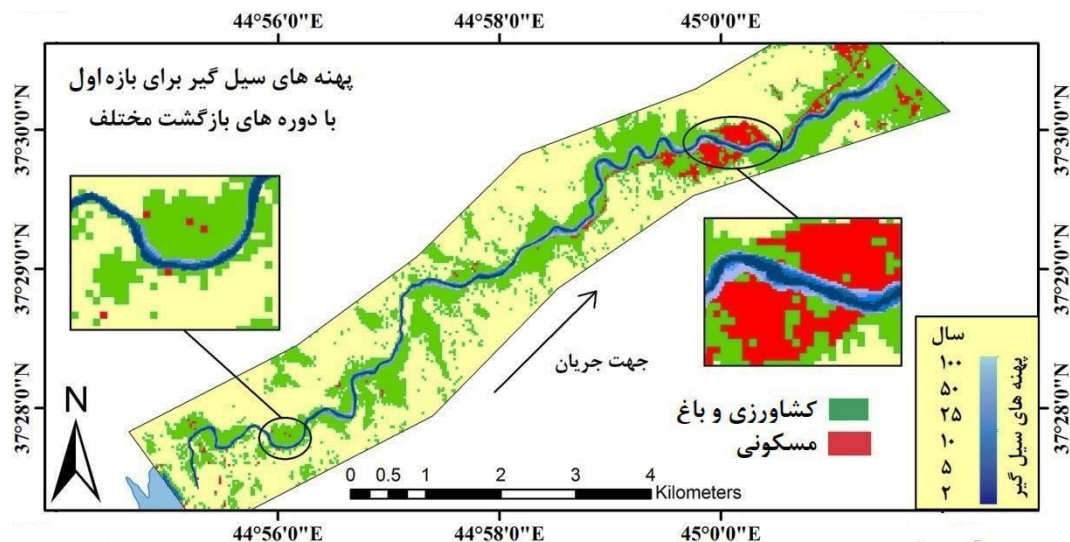 44°56'0"E 44°58'0"E 45°0'0"E
پهنه های سیل گیر برای بازه اول
با دوره های بازگشت مختلف
37°30'0"N 37°30'0"N
37°29'0"N 37°29'0"N
37°28'0"N 37°28'0"N
جهت جریان
N
کشاورزی و باغ
مسکونی
0 0.5 1 2 3 4
Kilometers
سال
۱۰۰
۵۰
۲۵
۱۰
۵
۲
پهنه های سیل گیر
44°56'0"E 44°58'0"E 45°0'0"E